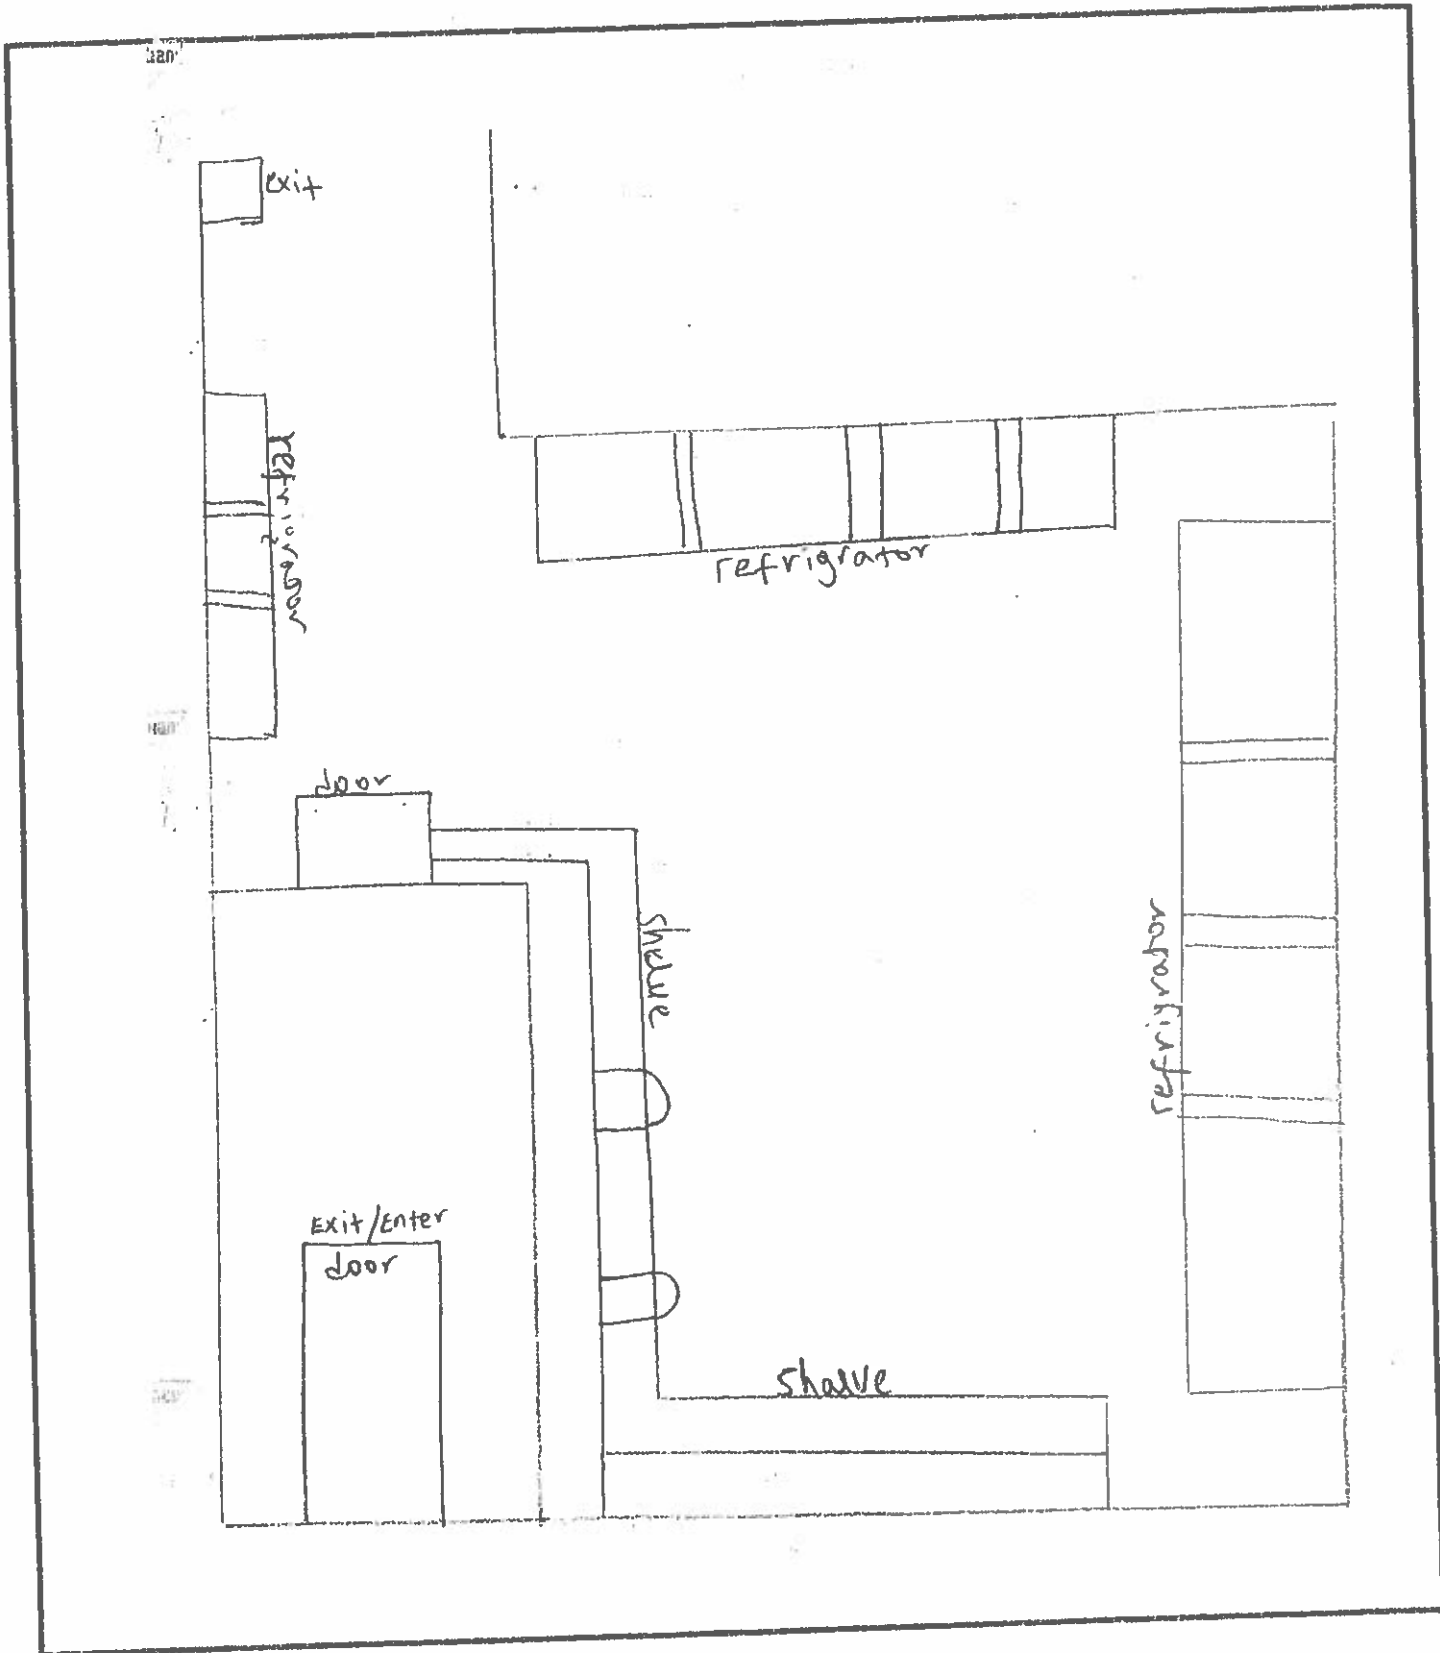 exit
refrigrator
refrigrator
door
shelve
refrigrator
Exit/Enter
door
shalve